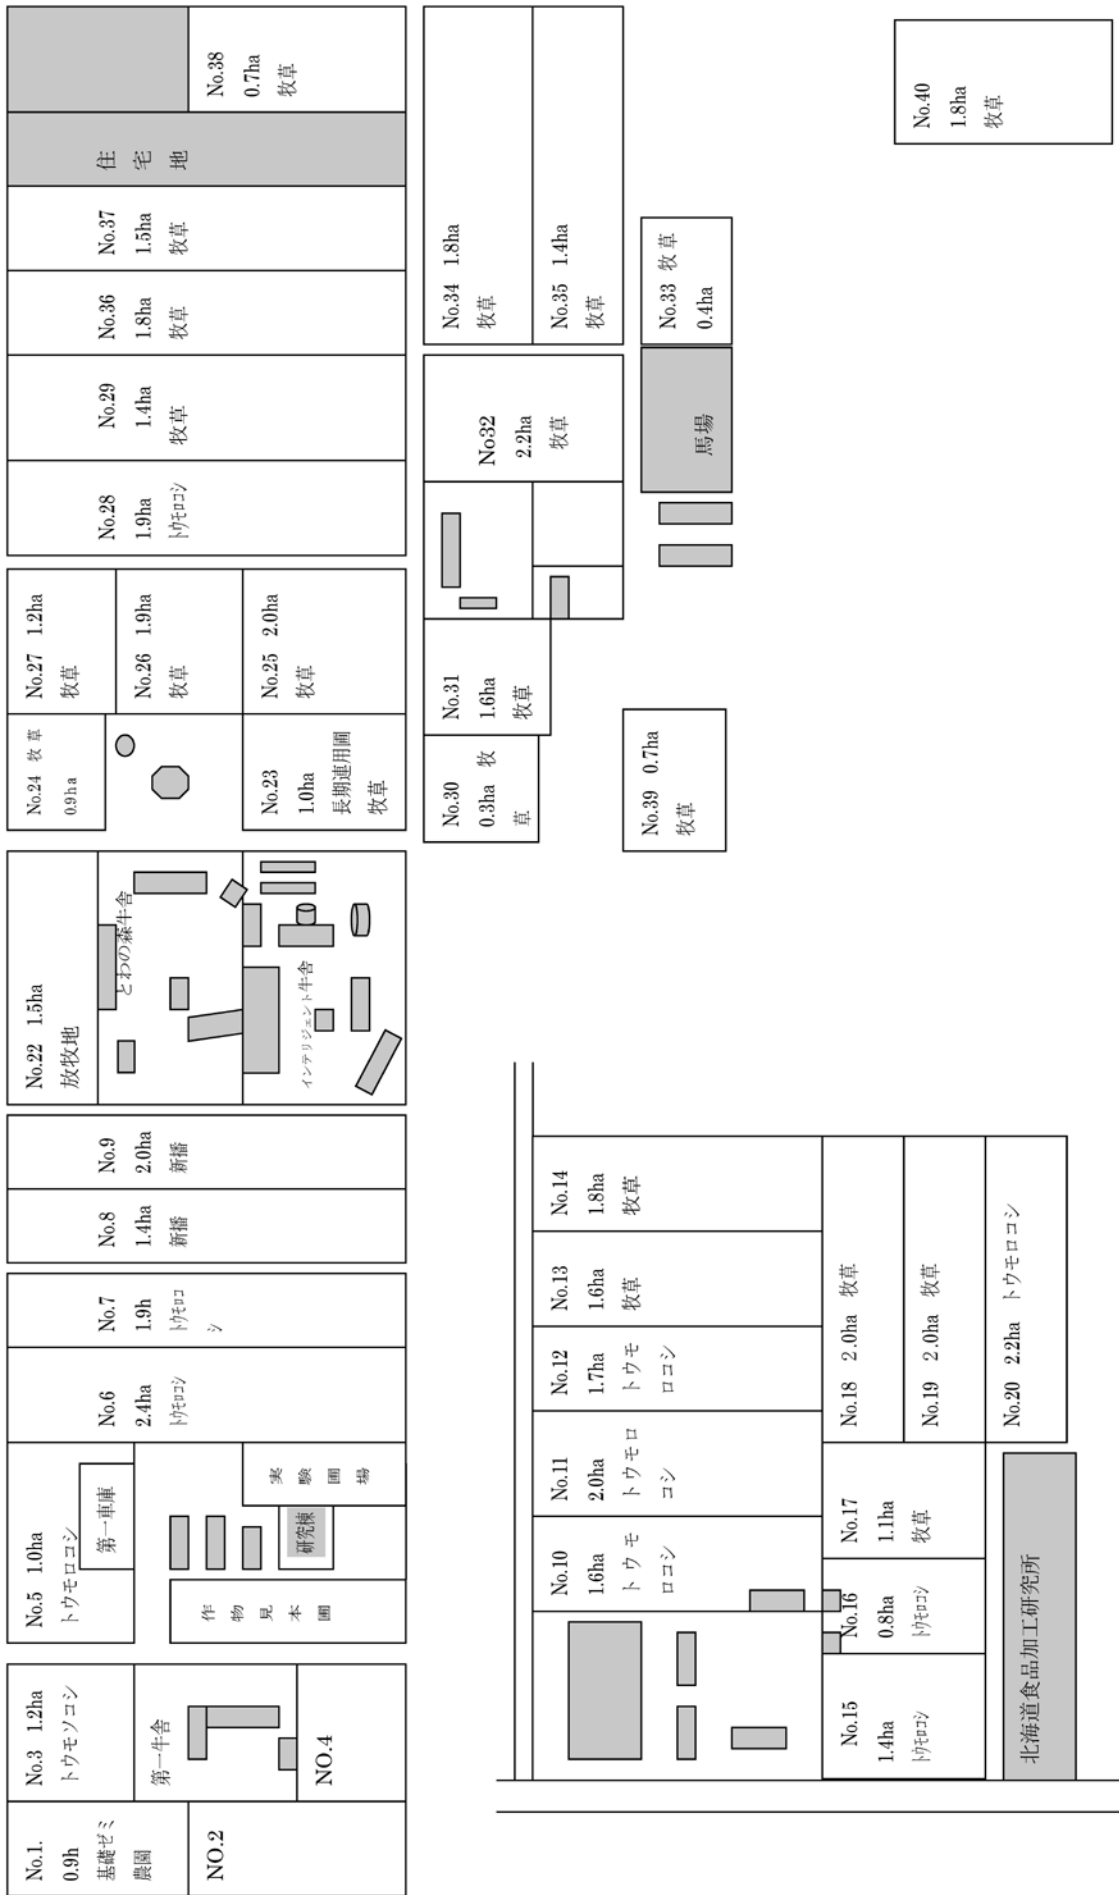 No.1.
0.9h
基礎ゼミ
農園
NO.2
No.3 1.2ha
トウモソコシ
第一牛舎
NO.4
No.5 1.0ha
トウモロコシ
第一車庫
作物見本圃
研究棟
実験圃場
No.6
2.4ha
トウモロコシ
No.7
1.9h
トウモロコ
シ
No.8
1.4ha
新播
No.9
2.0ha
新播
No.22 1.5ha
放牧地
とわの森牛舎
インテリジェント牛舎
No.24 牧草
0.9ha
No.23
1.0ha
長期連用圃
牧草
No.27 1.2ha
牧草
No.26 1.9ha
牧草
No.25 2.0ha
牧草
No.28
1.9ha
トウモロコシ
No.29
1.4ha
牧草
No.36
1.8ha
牧草
No.37
1.5ha
牧草
住宅地
No.38
0.7ha
牧草
No.30
0.3ha 牧
草
No.31
1.6ha
牧草
No32
2.2ha
牧草
No.34 1.8ha
牧草
No.35 1.4ha
牧草
No.39 0.7ha
牧草
馬場
No.33 牧草
0.4ha
No.40
1.8ha
牧草
No.10
1.6ha
トウモ
ロコシ
No.11
2.0ha
トウモロ
コシ
No.12
1.7ha
トウモ
ロコシ
No.13
1.6ha
牧草
No.14
1.8ha
牧草
No.15
1.4ha
トウモロコシ
No.16
0.8ha
トウモロコシ
No.17
1.1ha
牧草
No.18 2.0ha 牧草
No.19 2.0ha 牧草
No.20 2.2ha トウモロコシ
北海道食品加工研究所